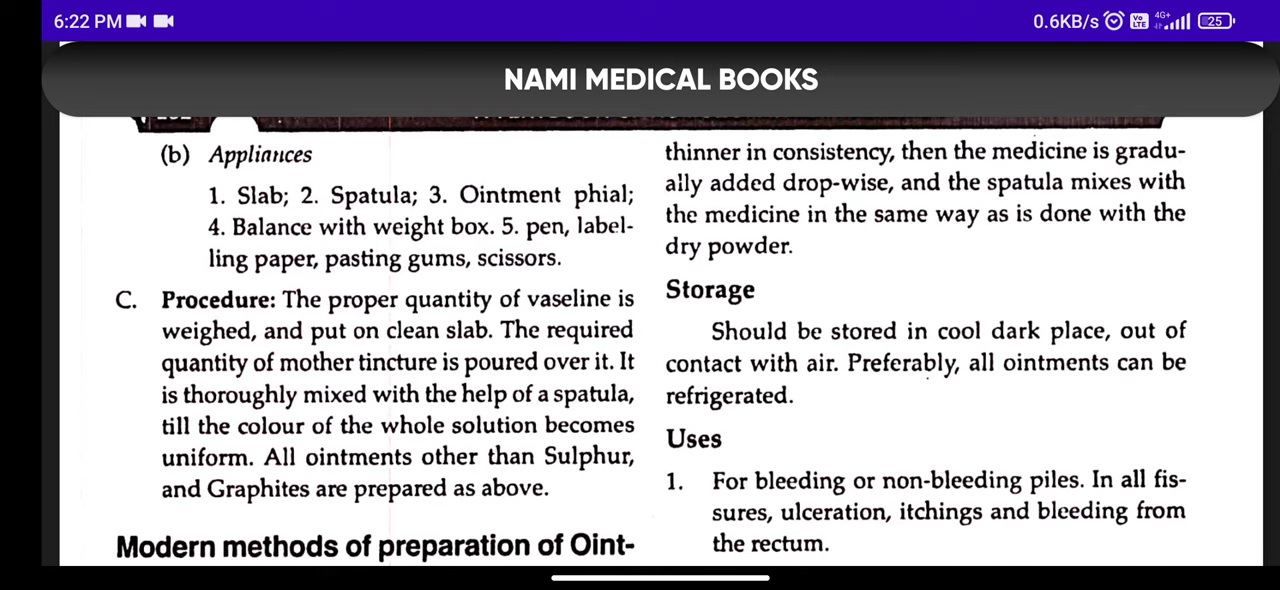 6:22 PM
0.6KB/s
Vo
LTE
4G+
25
NAMI MEDICAL BOOKS
(b) Appliances
1. Slab; 2. Spatula; 3. Ointment phial;
4. Balance with weight box. 5. pen, label-
ling paper, pasting gums, scissors.
C. Procedure: The proper quantity of vaseline is
weighed, and put on clean slab. The required
quantity of mother tincture is poured over it. It
is thoroughly mixed with the help of a spatula,
till the colour of the whole solution becomes
uniform. All ointments other than Sulphur,
and Graphites are prepared as above.
Modern methods of preparation of Oint-
thinner in consistency, then the medicine is gradu-
ally added drop-wise, and the spatula mixes with
the medicine in the same way as is done with the
dry powder.
Storage
Should be stored in cool dark place, out of
contact with air. Preferably, all ointments can be
refrigerated.
Uses
1. For bleeding or non-bleeding piles. In all fis-
sures, ulceration, itchings and bleeding from
the rectum.